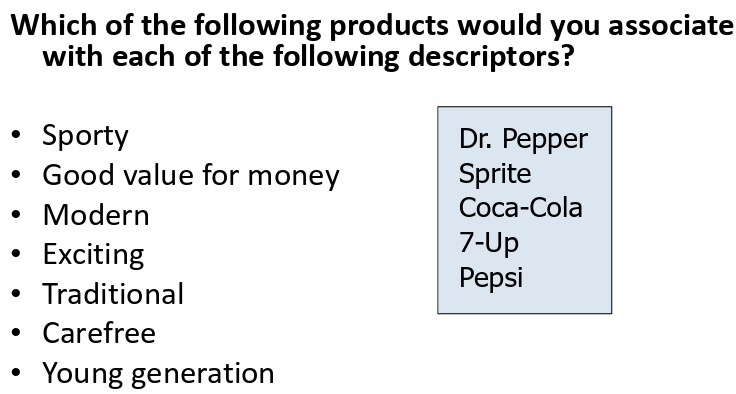 Which of the following products would you associate
with each of the following descriptors?
• Sporty
• Good value for money
• Modern
• Exciting
• Traditional
• Carefree
• Young generation
Dr. Pepper
Sprite
Coca-Cola
7-Up
Pepsi